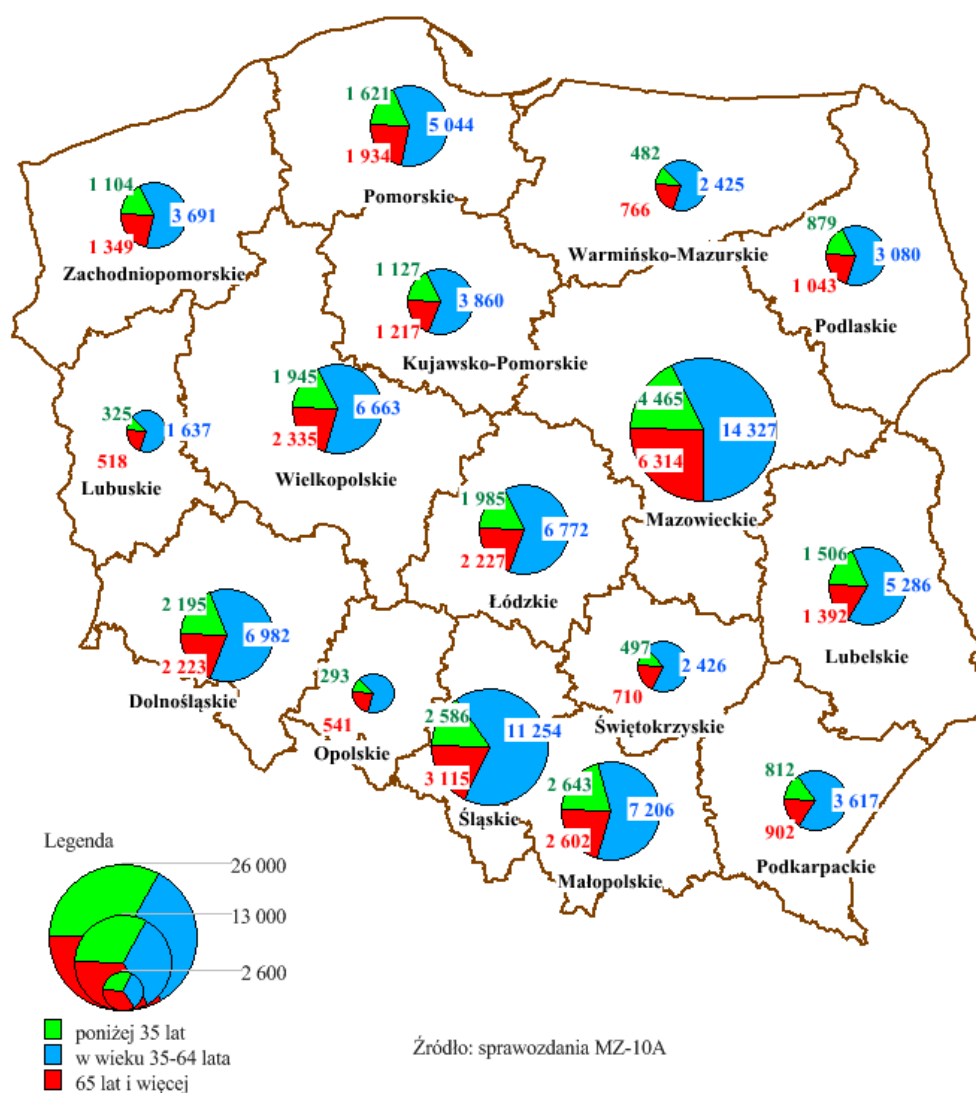 1 621
5 044
1 934
Pomorskie
482
2 425
766
Warmińsko-Mazurskie
1 104
3 691
1 349
Zachodniopomorskie
879
3 080
1 043
Podlaskie
1 127
3 860
1 217
Kujawsko-Pomorskie
1 945
6 663
2 335
Wielkopolskie
325
1 637
518
Lubuskie
4 465
14 327
6 314
Mazowieckie
1 985
6 772
2 227
Łódzkie
1 506
5 286
1 392
Lubelskie
2 195
6 982
2 223
Dolnośląskie
293
541
Opolskie
497
2 426
710
Świętokrzyskie
2 586
11 254
3 115
Śląskie
2 643
7 206
2 602
Małopolskie
812
3 617
902
Podkarpackie
Legenda
26 000
13 000
2 600
poniżej 35 lat
w wieku 35-64 lata
65 lat i więcej
Źródło: sprawozdania MZ-10A